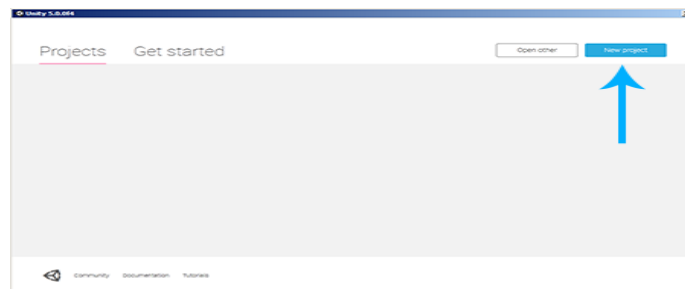 Unity 5.0.0f4
Projects Get started Open other New project
Community Documentation Tutorials